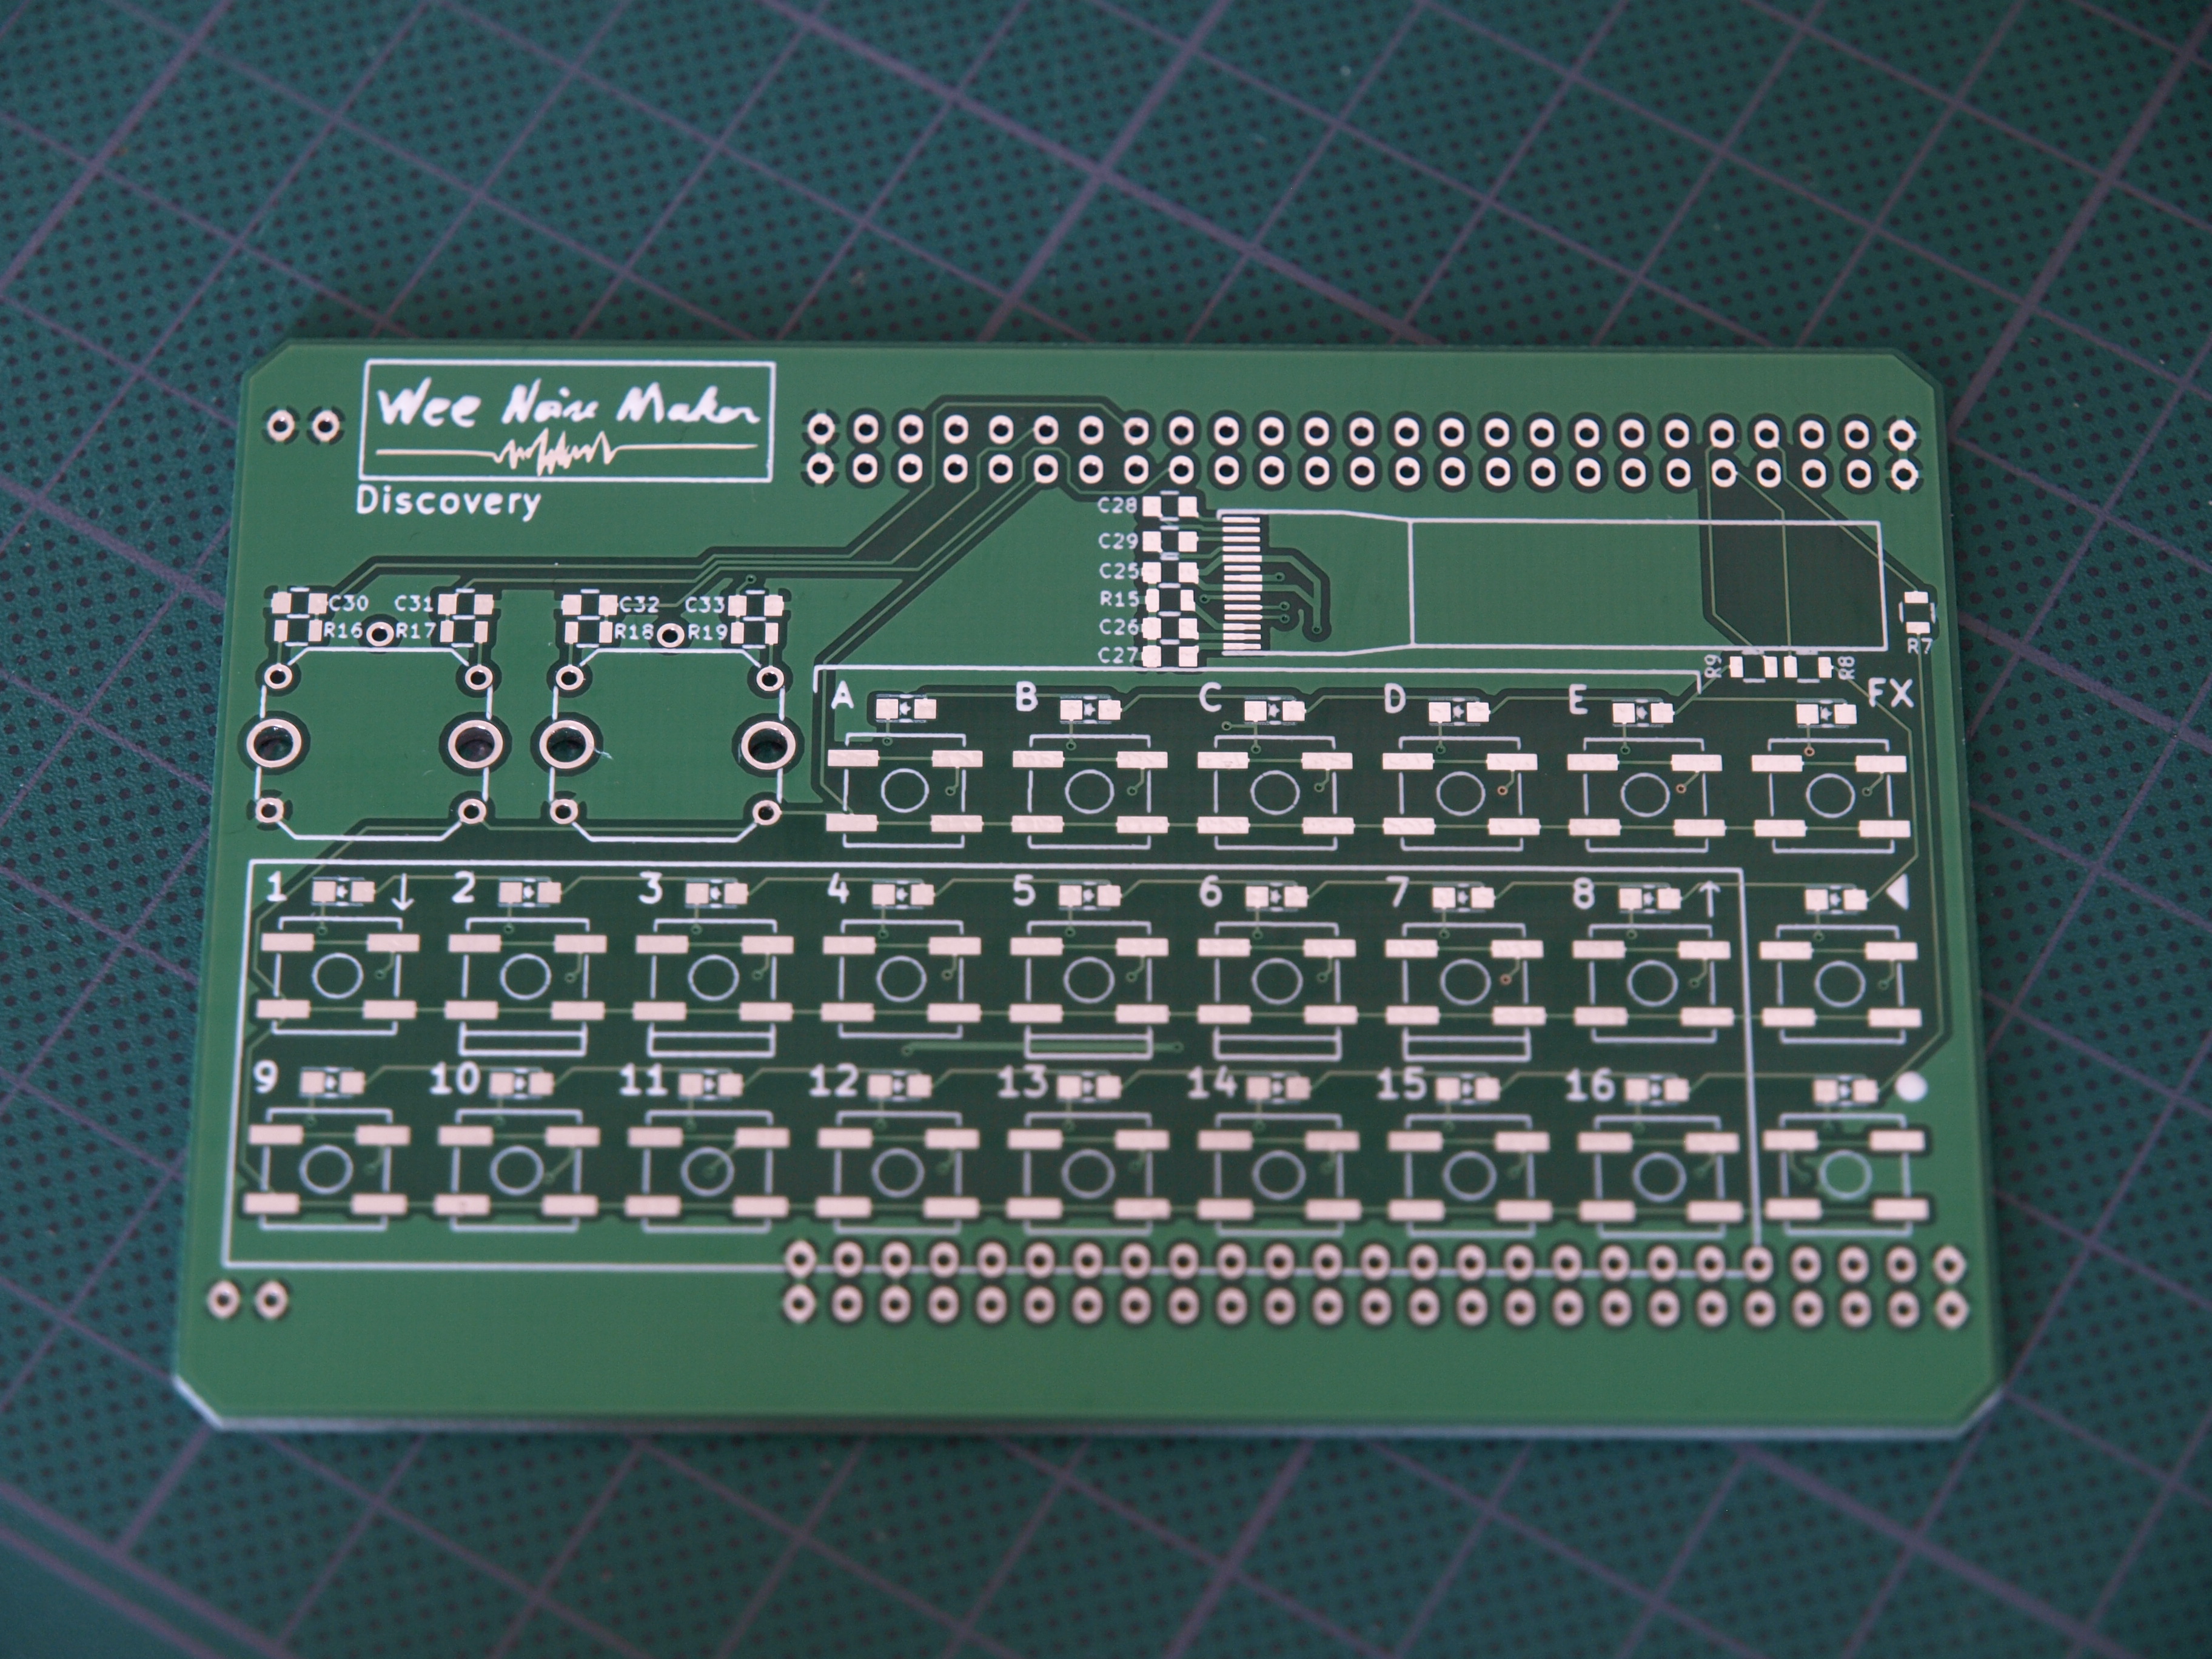 Wee Noise Maker
Discovery
C28
C29
C25
R15
C26
C27
C30 C31 C32 C33
R16 R17 R18 R19
R7
R9 R8
A B C D E FX
1 2 3 4 5 6 7 8
9 10 11 12 13 14 15 16